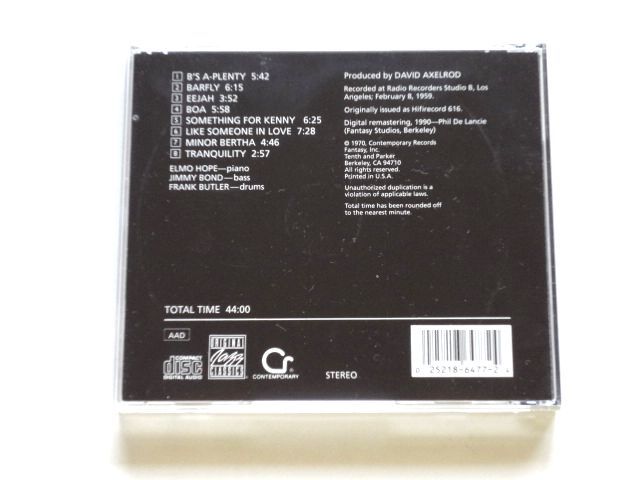 1 B'S A-PLENTY 5:42
2 BARFLY 6:15
3 EEJAH 3:52
4 BOA 5:58
5 SOMETHING FOR KENNY 6:25
6 LIKE SOMEONE IN LOVE 7:28
7 MINOR BERTHA 4:46
8 TRANQUILITY 2:57
ELMO HOPE—piano
JIMMY BOND—bass
FRANK BUTLER—drums
Produced by DAVID AXELROD
Recorded at Radio Recorders Studio B, Los
Angeles; February 8, 1959.
Originally issued as Hifirecord 616.
Digital remastering, 1990—Phil De Lancie
(Fantasy Studios, Berkeley)
© 1970, Contemporary Records
Fantasy, Inc.
Tenth and Parker
Berkeley, CA 94710
All rights reserved.
Printed in U.S.A.
Unauthorized duplication is a
violation of applicable laws.
Total time has been rounded off
to the nearest minute.
TOTAL TIME 44:00
AAD
COMPACT
disc
DIGITAL AUDIO
ORIGINAL
Jazz
CLASSICS
CR
CONTEMPORARY
STEREO
0 25218-6477-2 4